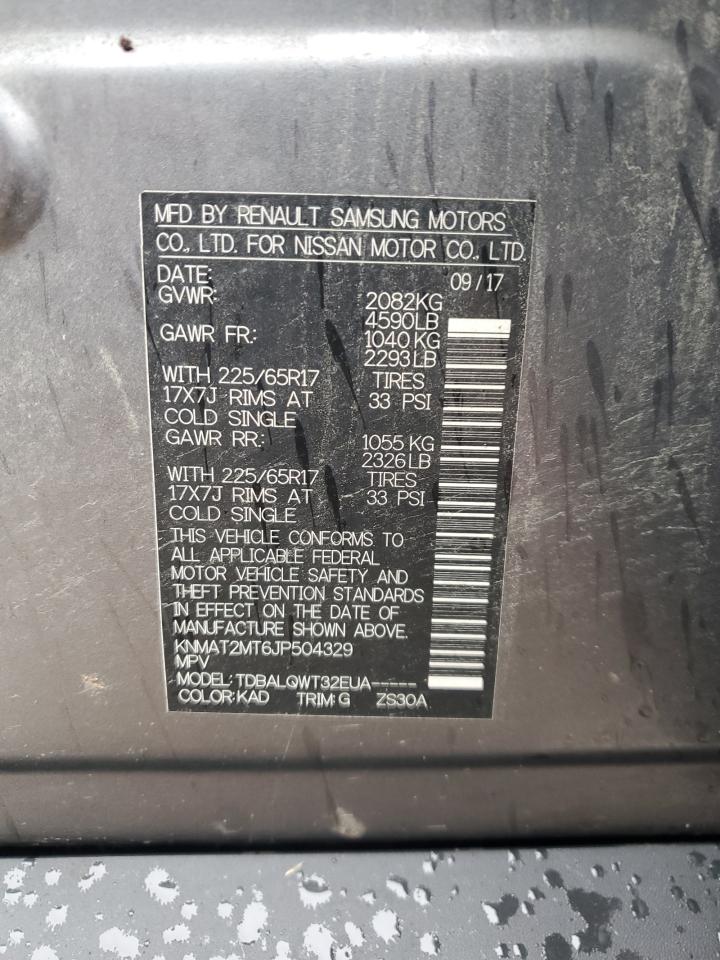 MFD BY RENAULT SAMSUNG MOTORS
CO., LTD. FOR NISSAN MOTOR CO., LTD.
DATE: 09/17
GVWR: 2082KG
4590LB
GAWR FR: 1040KG
2293LB
WITH 225/65R17 TIRES
17X7J RIMS AT 33 PSI
COLD SINGLE
GAWR RR: 1055KG
2326LB
WITH 225/65R17 TIRES
17X7J RIMS AT 33 PSI
COLD SINGLE
THIS VEHICLE CONFORMS TO
ALL APPLICABLE FEDERAL
MOTOR VEHICLE SAFETY AND
THEFT PREVENTION STANDARDS
IN EFFECT ON THE DATE OF
MANUFACTURE SHOWN ABOVE.
KNMAT2MT6JP504329
MPV
MODEL: TDBALQWT32EUA-----
COLOR: KAD TRIM: G ZS30A